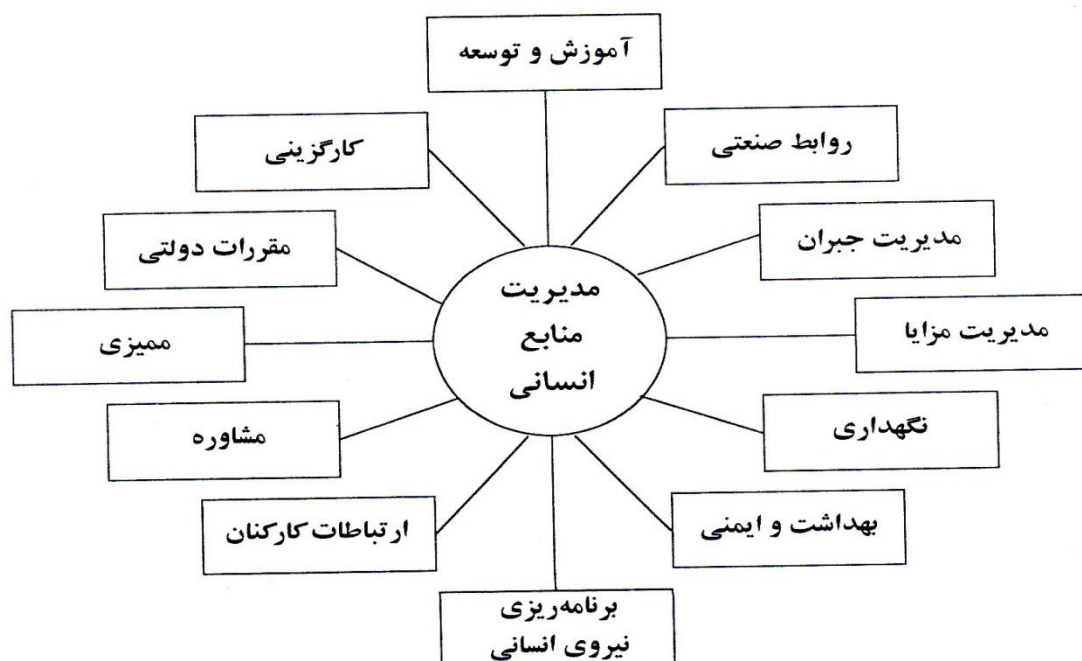 آموزش و توسعه
روابط صنعتی
کارگزینی
مدیریت جبران
مقررات دولتی
مدیریت
منابع
انسانی
مدیریت مزایا
ممیزی
نگهداری
مشاوره
بهداشت و ایمنی
ارتباطات کارکنان
برنامه‌ریزی
نیروی انسانی